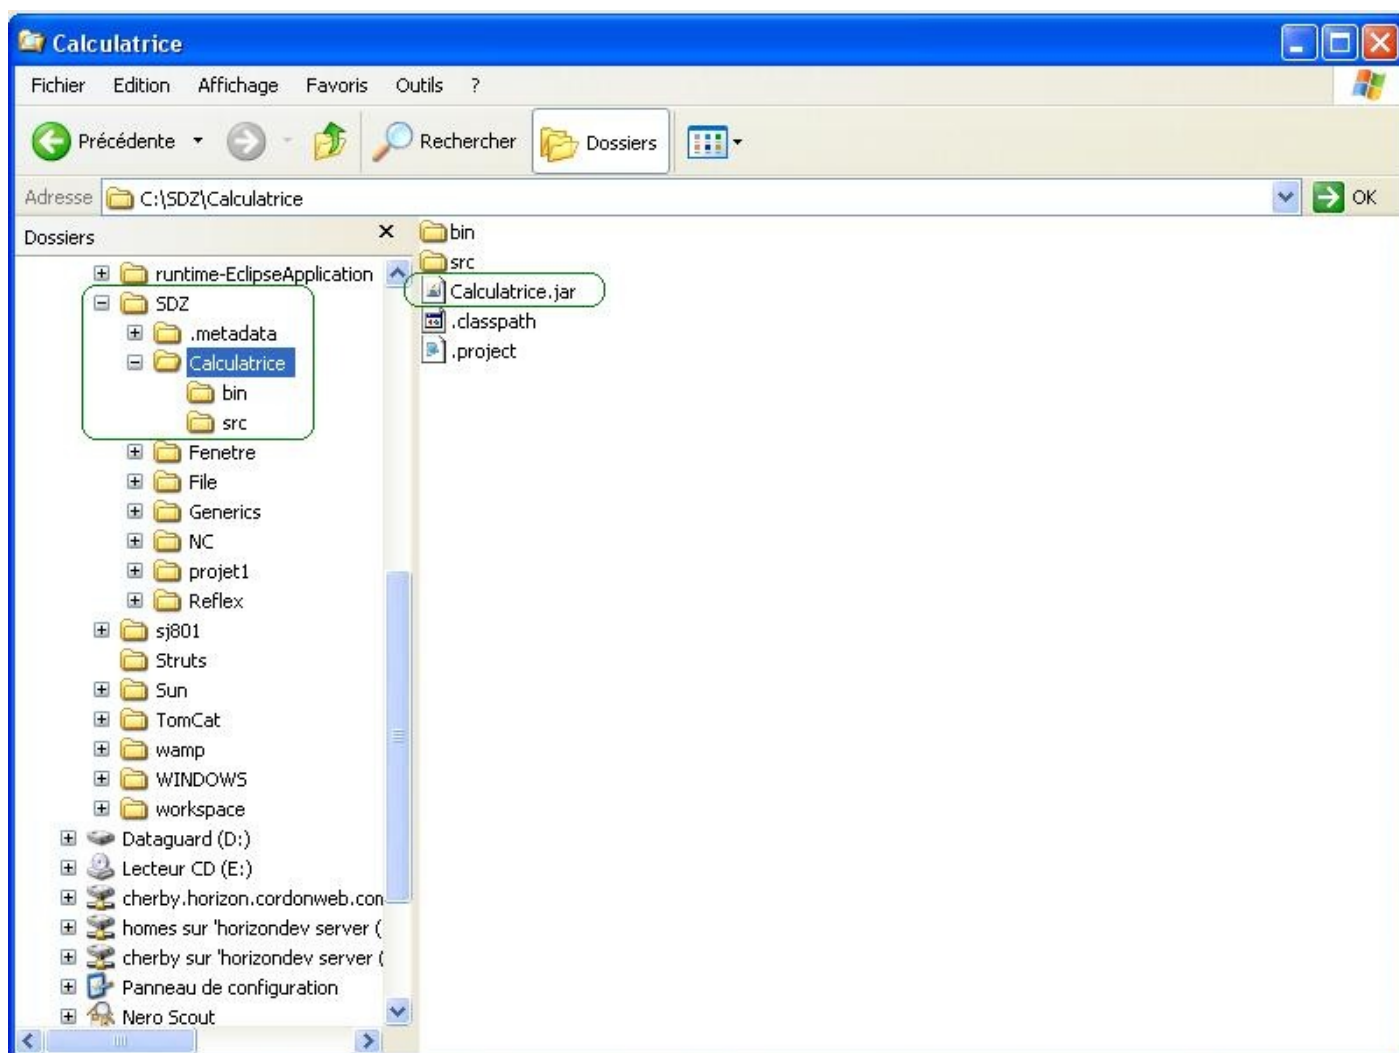 Calculatrice
Fichier Edition Affichage Favoris Outils ?
Précédente Rechercher Dossiers
Adresse C:\SDZ\Calculatrice OK
Dossiers
runtime-EclipseApplication
SDZ
.metadata
Calculatrice
bin
src
Fenetre
File
Generics
NC
projet1
Reflex
sj801
Struts
Sun
TomCat
wamp
WINDOWS
workspace
Dataguard (D:)
Lecteur CD (E:)
cherby.horizon.cordonweb.con
homes sur 'horizondev server (
cherby sur 'horizondev server (
Panneau de configuration
Nero Scout
bin
src
Calculatrice.jar
.classpath
.project